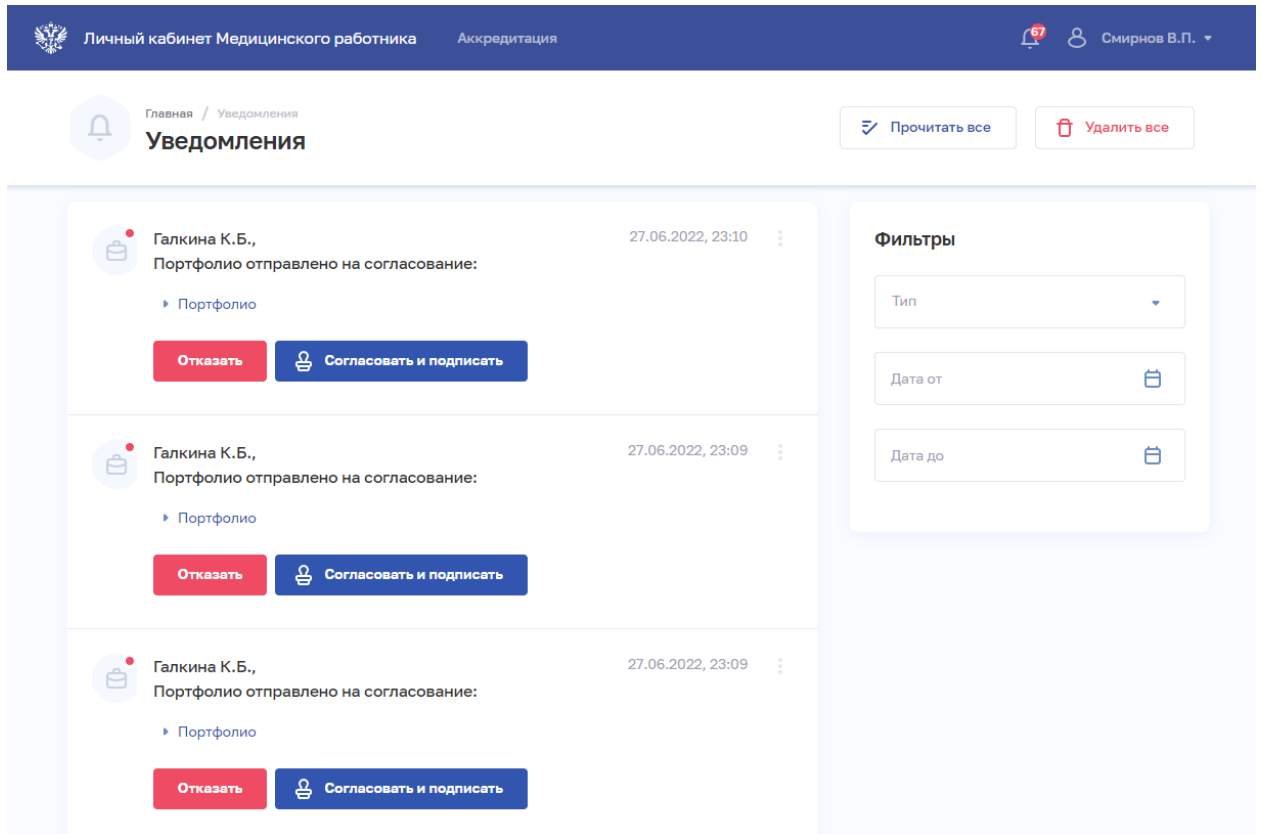 Личный кабинет Медицинского работника Аккредитация 67 Смирнов В.П.
Главная / Уведомления
Уведомления
Прочитать все Удалить все
Галкина К.Б., 27.06.2022, 23:10
Портфолио отправлено на согласование:
Портфолио
Отказать Согласовать и подписать
Галкина К.Б., 27.06.2022, 23:09
Портфолио отправлено на согласование:
Портфолио
Отказать Согласовать и подписать
Галкина К.Б., 27.06.2022, 23:09
Портфолио отправлено на согласование:
Портфолио
Отказать Согласовать и подписать
Фильтры
Тип
Дата от
Дата до